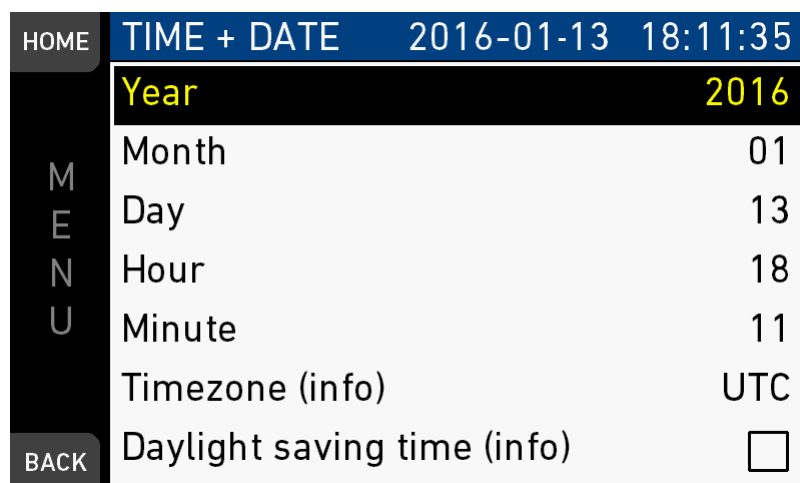 HOME
TIME + DATE 2016-01-13 18:11:35
Year 2016
Month 01
Day 13
Hour 18
Minute 11
Timezone (info) UTC
Daylight saving time (info)
MENU
BACK